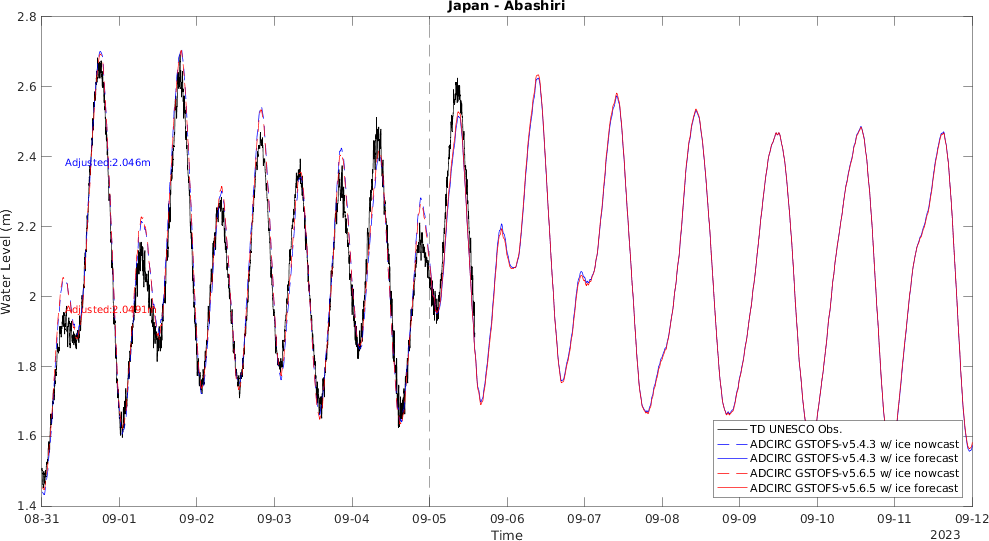 Japan - Abashiri
2.8
2.6
2.4
2.2
2
1.8
1.6
1.4
Water Level (m)
Adjusted:2.046m
Adjusted:2.0491m
TD UNESCO Obs.
ADCIRC GSTOFS-v5.4.3 w/ ice nowcast
ADCIRC GSTOFS-v5.4.3 w/ ice forecast
ADCIRC GSTOFS-v5.6.5 w/ ice nowcast
ADCIRC GSTOFS-v5.6.5 w/ ice forecast
08-31 09-01 09-02 09-03 09-04 09-05 09-06 09-07 09-08 09-09 09-10 09-11 09-12
Time
2023